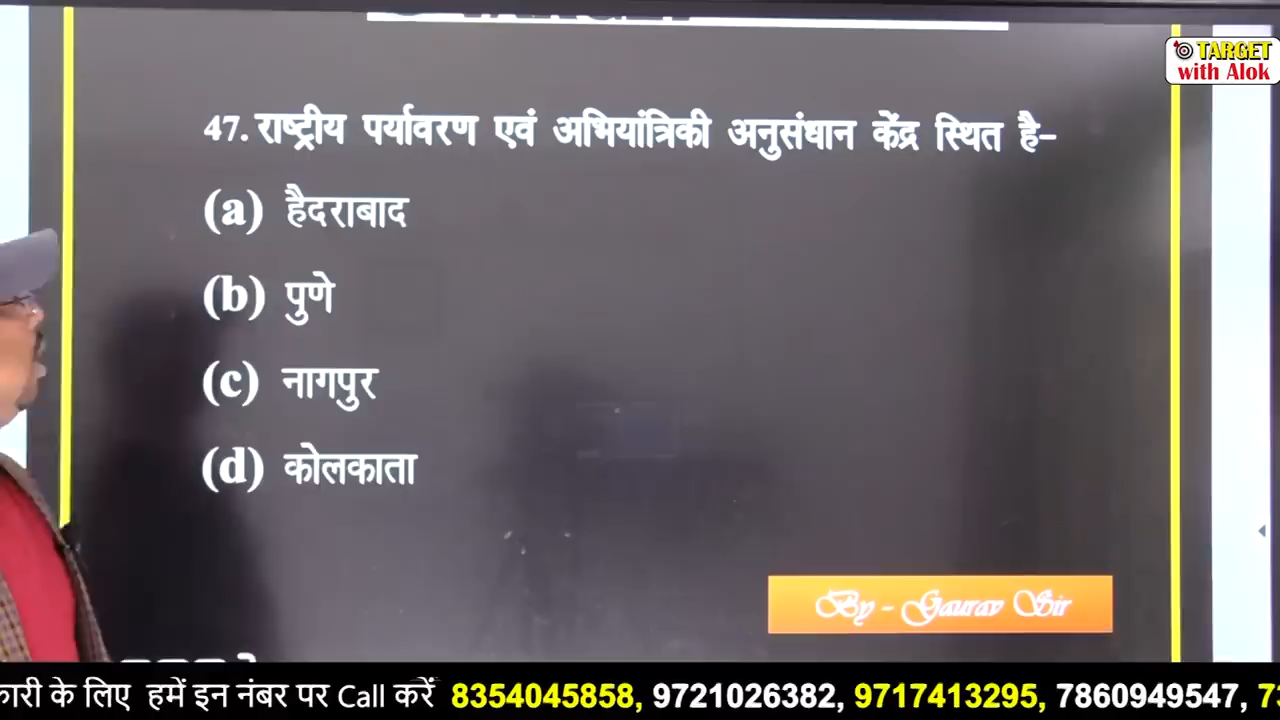 TARGET
with Alok
47. राष्ट्रीय पर्यावरण एवं अभियांत्रिकी अनुसंधान केंद्र स्थित है–
(a) हैदराबाद
(b) पुणे
(c) नागपुर
(d) कोलकाता
By - Gaurav Sir
कारी के लिए हमें इन नंबर पर Call करें 8354045858, 9721026382, 9717413295, 7860949547,